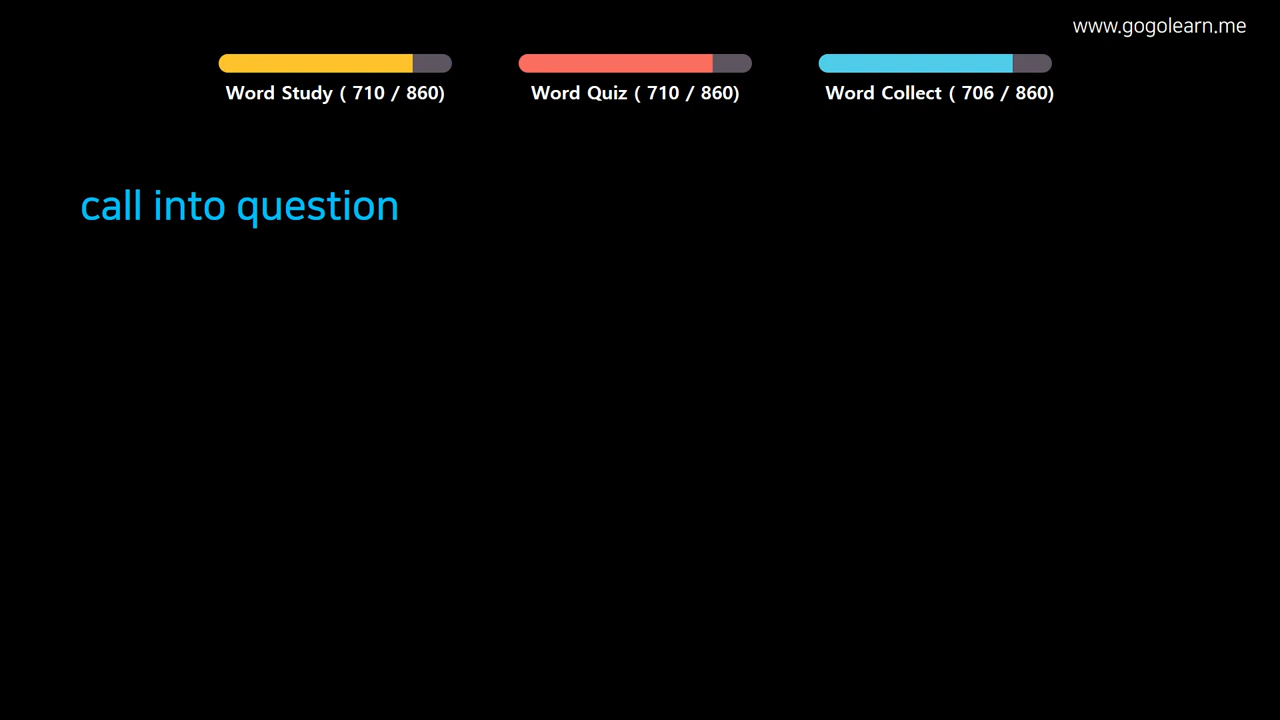 www.gogolearn.me
Word Study ( 710 / 860)
Word Quiz ( 710 / 860)
Word Collect ( 706 / 860)
call into question